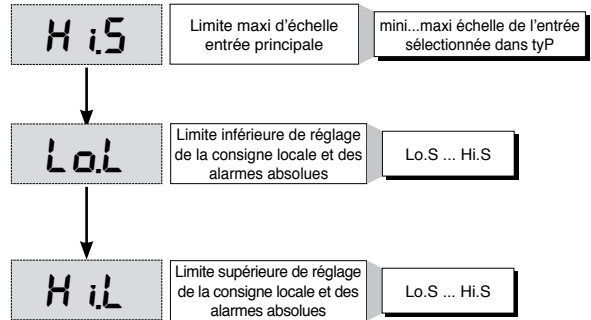 Hi.S
Limite maxi d'échelle
entrée principale
mini...maxi échelle de l'entrée
sélectionnée dans tyP
Lo.L
Limite inférieure de réglage
de la consigne locale et des
alarmes absolues
Lo.S ... Hi.S
Hi.L
Limite supérieure de réglage
de la consigne locale et des
alarmes absolues
Lo.S ... Hi.S